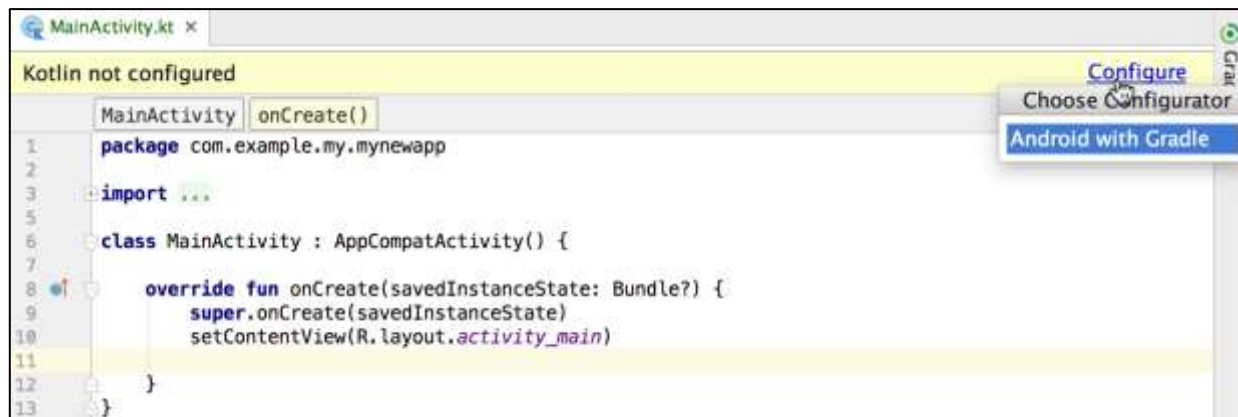 MainActivity.kt ×
Kotlin not configured Configure
Choose Configurator
Android with Gradle
MainActivity onCreate()
1 package com.example.my.mynewapp
2
3 import ...
5
6 class MainActivity : AppCompatActivity() {
7
8 override fun onCreate(savedInstanceState: Bundle?) {
9 super.onCreate(savedInstanceState)
10 setContentView(R.layout.activity_main)
11
12 }
13 }